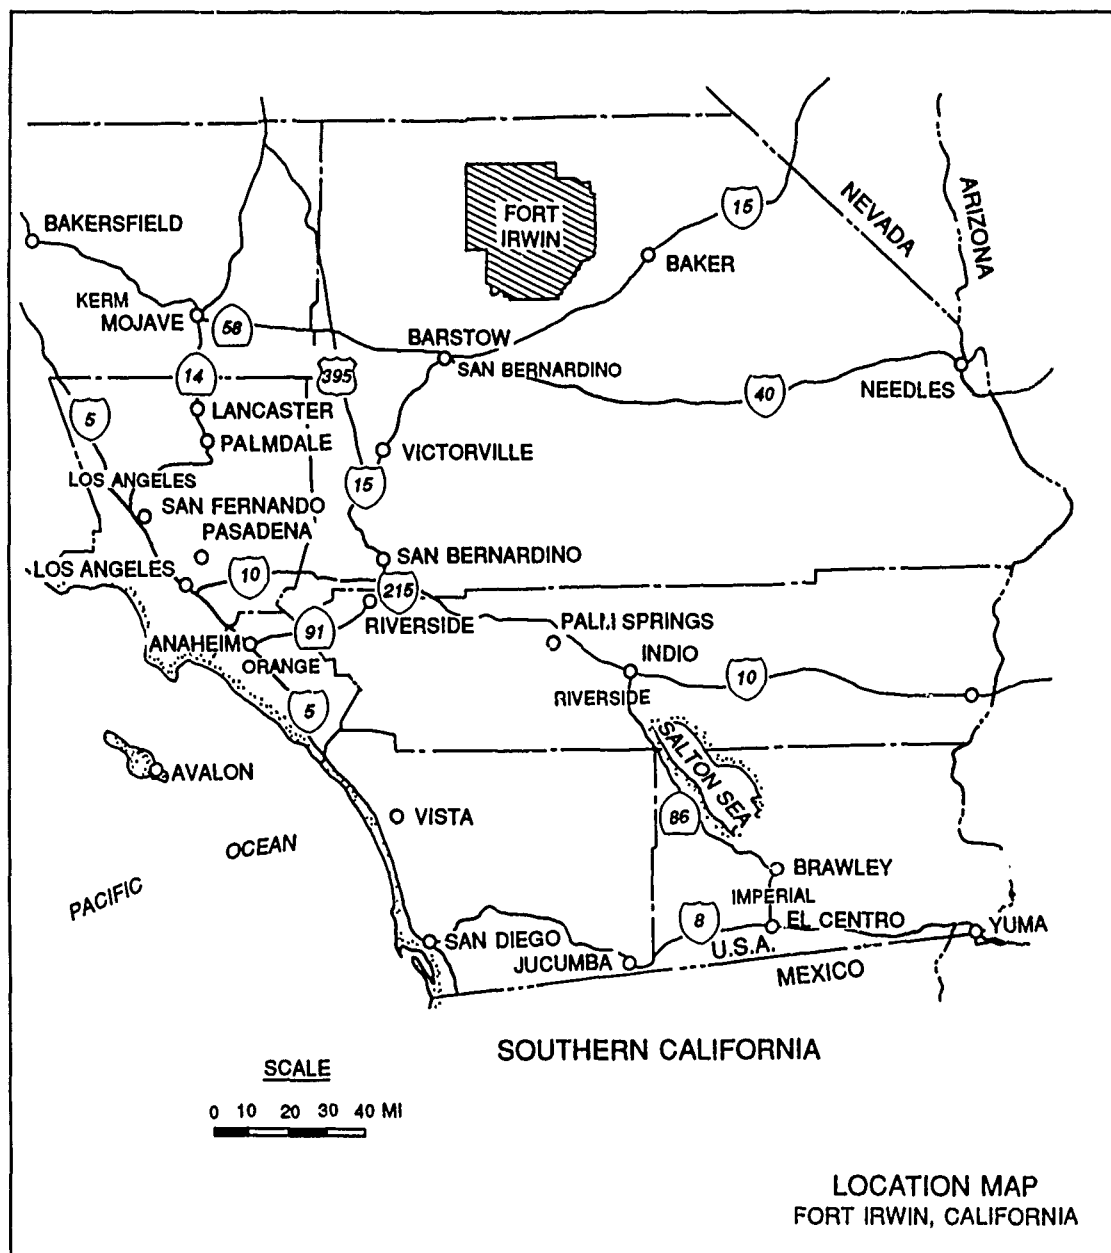 NEVADA
ARIZONA
FORT
IRWIN
15
BAKERSFIELD
BAKER
KERM
MOJAVE
58
BARSTOW
SAN BERNARDINO
14
395
40
NEEDLES
5
LANCASTER
PALMDALE
VICTORVILLE
LOS ANGELES
15
SAN FERNANDO
PASADENA
SAN BERNARDINO
LOS ANGELES
10
215
91
RIVERSIDE
PALM SPRINGS
ANAHEIM
ORANGE
INDIO
10
RIVERSIDE
5
SALTON SEA
AVALON
VISTA
86
OCEAN
PACIFIC
BRAWLEY
IMPERIAL
8
EL CENTRO
YUMA
SAN DIEGO
U.S.A.
JUCUMBA
MEXICO
SOUTHERN CALIFORNIA
SCALE
0 10 20 30 40 MI
LOCATION MAP
FORT IRWIN, CALIFORNIA